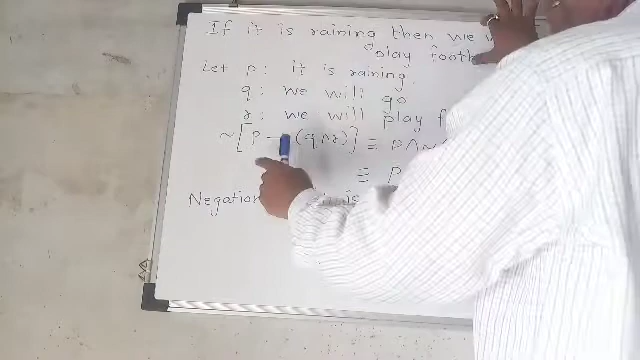 If it is raining then we
play footb
Let p: it is raining.
q: we will go
r: we will play f
~[p → (q∧r)] ≡ p∧~
≡ p
Negation is